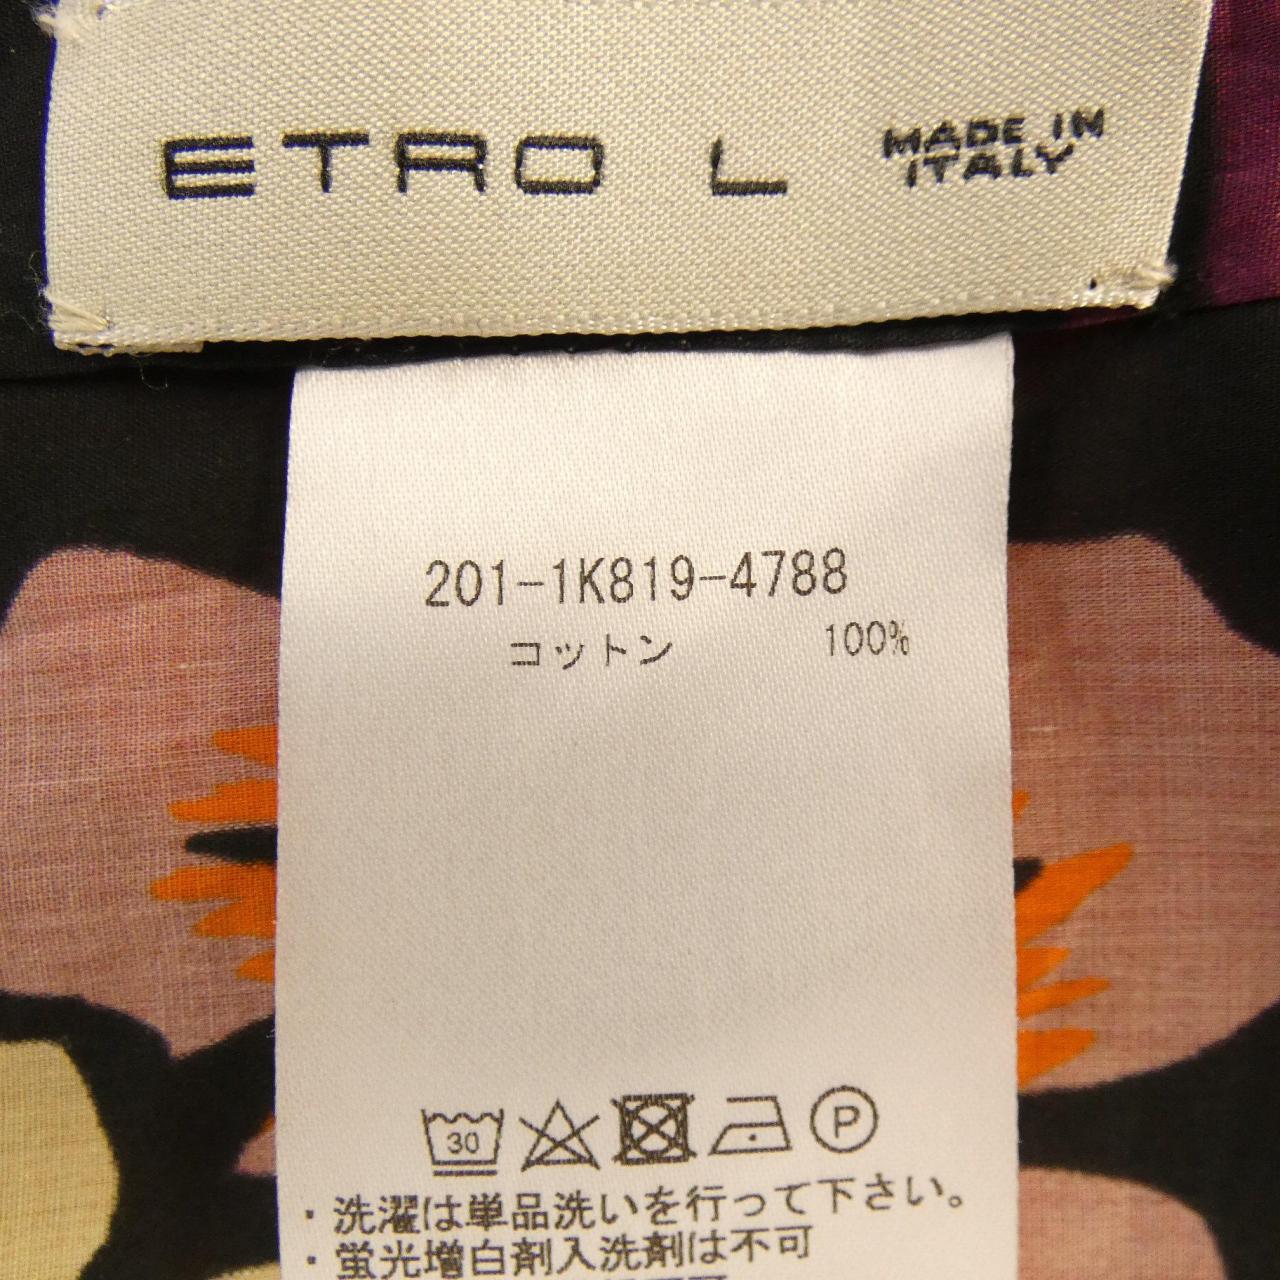 ETRO L MADE IN
ITALY
201-1K819-4788
コットン 100%
30 P
・洗濯は単品洗いを行って下さい。
・蛍光増白剤入洗剤は不可